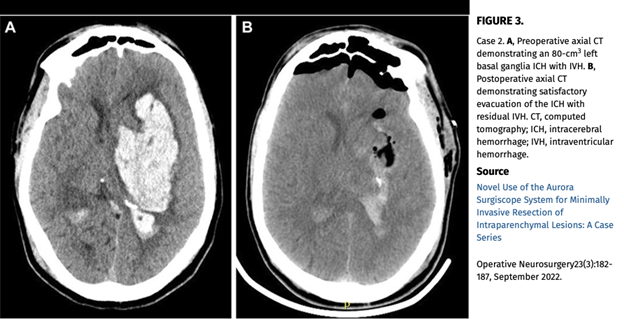 A
B
P
FIGURE 3.
Case 2. A, Preoperative axial CT
demonstrating an 80-cm³ left
basal ganglia ICH with IVH. B,
Postoperative axial CT
demonstrating satisfactory
evacuation of the ICH with
residual IVH. CT, computed
tomography; ICH, intracerebral
hemorrhage; IVH, intraventricular
hemorrhage.
Source
Novel Use of the Aurora
Surgiscope System for Minimally
Invasive Resection of
Intraparenchymal Lesions: A Case
Series
Operative Neurosurgery23(3):182-
187, September 2022.